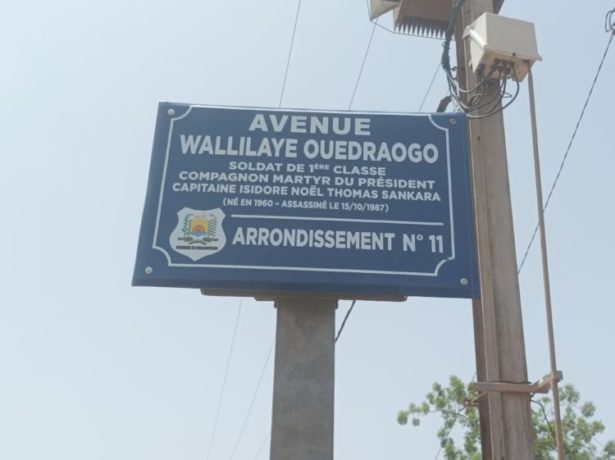 AVENUE
WALLILAYE OUEDRAOGO
SOLDAT DE 1ÈRE CLASSE
COMPAGNON MARTYR DU PRÉSIDENT
CAPITAINE ISIDORE NOËL THOMAS SANKARA
(NÉ EN 1960 - ASSASSINÉ LE 15/10/1987)
ARRONDISSEMENT N° 11